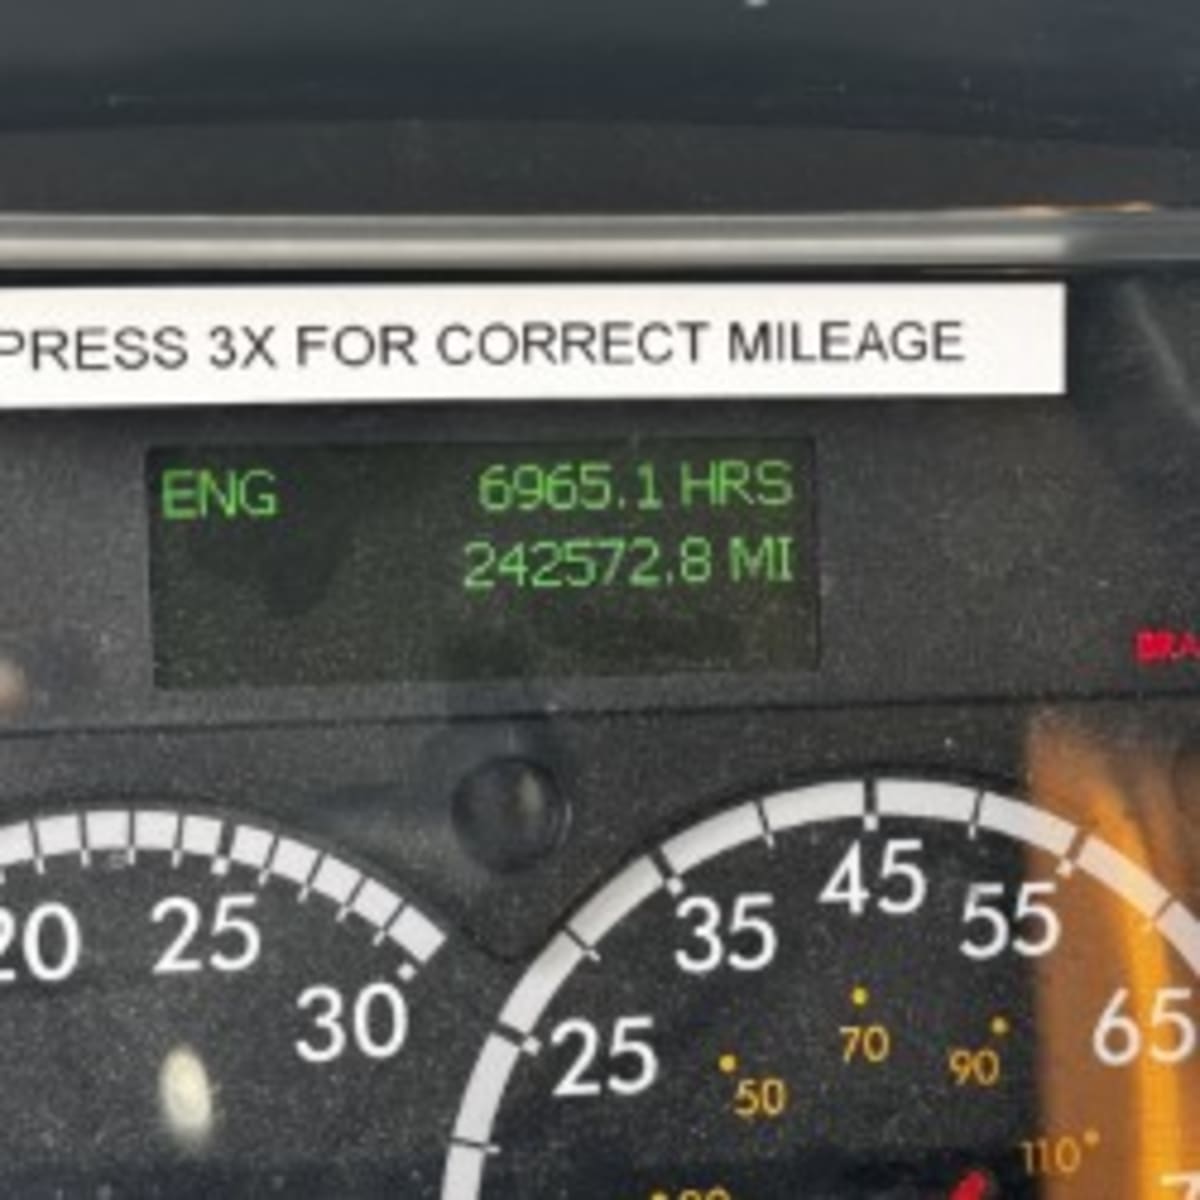 PRESS 3X FOR CORRECT MILEAGE
ENG 6965.1 HRS
242572.8 MI
20 25 30
25 35 45 55 65
50 70 90 110